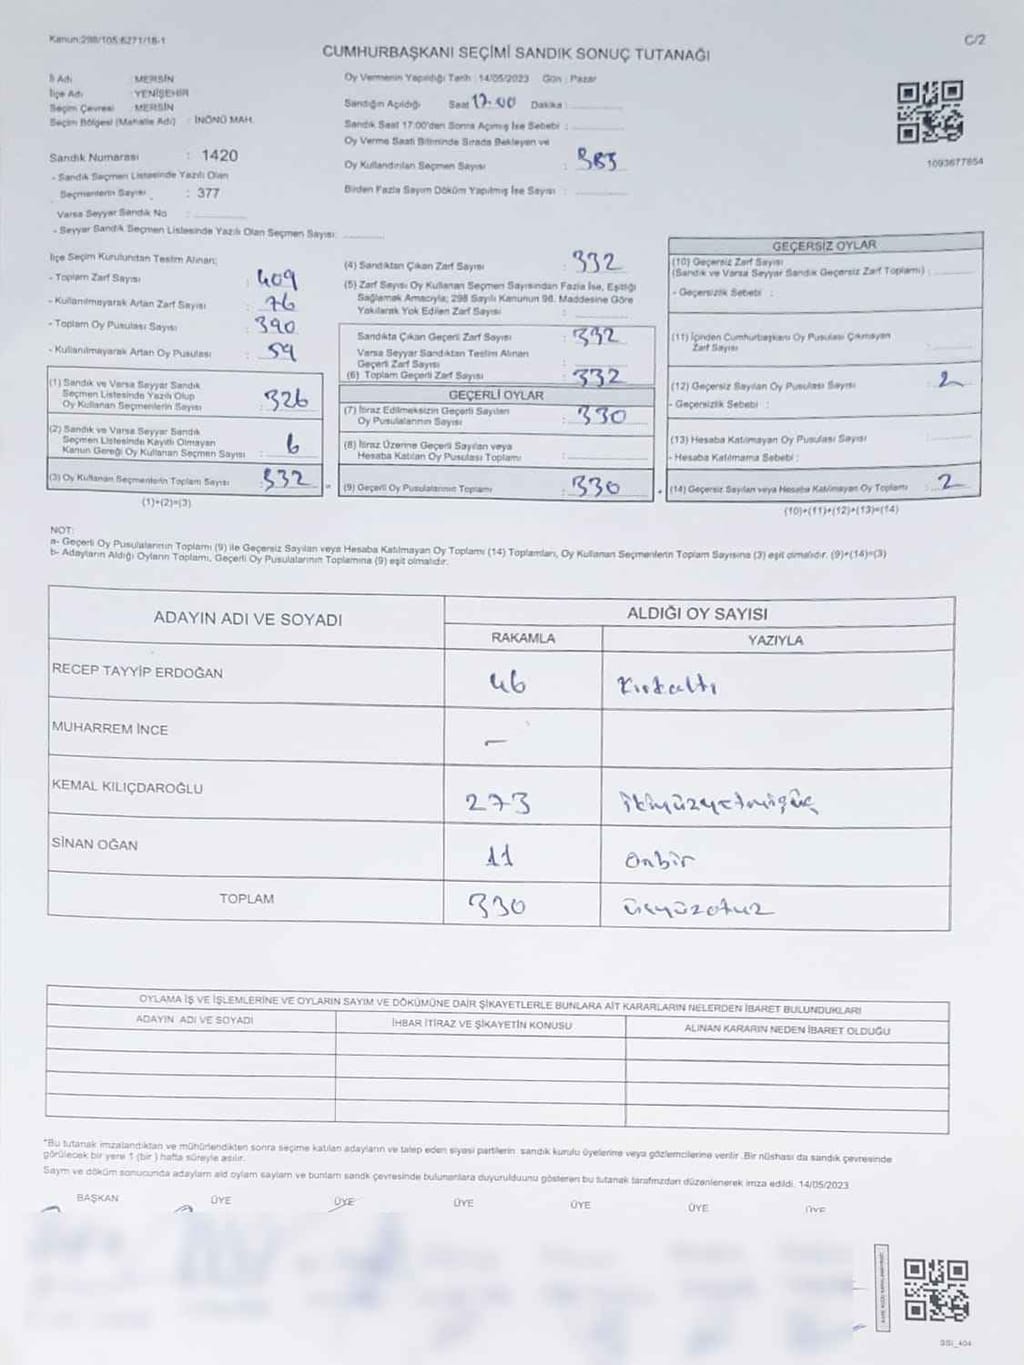 Kanun:298/105;6271/16-1
C/2
CUMHURBAŞKANI SEÇİMİ SANDIK SONUÇ TUTANAĞI
İl Adı : MERSİN
İlçe Adı : YENİŞEHİR
Seçim Çevresi : MERSİN
Seçim Bölgesi (Mahalle Adı) : İNÖNÜ MAH.
Sandık Numarası : 1420
- Sandık Seçmen Listesinde Yazılı Olan
Seçmenlerin Sayısı : 377
Varsa Seyyar Sandık No :
- Seyyar Sandık Seçmen Listesinde Yazılı Olan Seçmen Sayısı:
Oy Vermenin Yapıldığı Tarih : 14/05/2023 Gün : Pazar
Sandığın Açıldığı Saat 17.00 Dakika :
Sandık Saat 17:00'den Sonra Açılmış İse Sebebi :
Oy Verme Saati Bitiminde Sırada Bekleyen ve
Oy Kullandırılan Seçmen Sayısı :
Birden Fazla Sayım Döküm Yapılmış İse Sayısı :
1093677854
İlçe Seçim Kurulundan Teslim Alınan;
- Toplam Zarf Sayısı : 409
- Kullanılmayarak Artan Zarf Sayısı : 76
- Toplam Oy Pusulası Sayısı : 390
- Kullanılmayarak Artan Oy Pusulası : 59
(1) Sandık ve Varsa Seyyar Sandık
Seçmen Listesinde Yazılı Olup
Oy Kullanan Seçmenlerin Sayısı : 326
(2) Sandık ve Varsa Seyyar Sandık
Seçmen Listesinde Kayıtlı Olmayan
Kanun Gereği Oy Kullanan Seçmen Sayısı : 6
(3) Oy Kullanan Seçmenlerin Toplam Sayısı : 332
(1)+(2)=(3)
(4) Sandıktan Çıkan Zarf Sayısı : 332
(5) Zarf Sayısı Oy Kullanan Seçmen Sayısından Fazla İse, Eşitliği
Sağlamak Amacıyla; 298 Sayılı Kanunun 98. Maddesine Göre
Yakılarak Yok Edilen Zarf Sayısı :
Sandıkta Çıkan Geçerli Zarf Sayısı : 332
Varsa Seyyar Sandıktan Teslim Alınan
Geçerli Zarf Sayısı :
(6) Toplam Geçerli Zarf Sayısı : 332
GEÇERLİ OYLAR
(7) İtiraz Edilmeksizin Geçerli Sayılan
Oy Pusulalarının Sayısı : 330
(8) İtiraz Üzerine Geçerli Sayılan veya
Hesaba Katılan Oy Pusulası Toplamı :
(9) Geçerli Oy Pusulalarının Toplamı : 330
GEÇERSİZ OYLAR
(10) Geçersiz Zarf Sayısı
(Sandık ve Varsa Seyyar Sandık Geçersiz Zarf Toplamı) :
- Geçersizlik Sebebi :
(11) İçinden Cumhurbaşkanı Oy Pusulası Çıkmayan
Zarf Sayısı :
(12) Geçersiz Sayılan Oy Pusulası Sayısı : 2
- Geçersizlik Sebebi :
(13) Hesaba Katılmayan Oy Pusulası Sayısı :
- Hesaba Katılmama Sebebi :
(14) Geçersiz Sayılan veya Hesaba Katılmayan Oy Toplamı : 2
(10)+(11)+(12)+(13)=(14)
NOT:
a- Geçerli Oy Pusulalarının Toplamı (9) ile Geçersiz Sayılan veya Hesaba Katılmayan Oy Toplamı (14) Toplamları, Oy Kullanan Seçmenlerin Toplam Sayısına (3) eşit olmalıdır. (9)+(14)=(3)
b- Adayların Aldığı Oyların Toplamı, Geçerli Oy Pusulalarının Toplamına (9) eşit olmalıdır.
ADAYIN ADI VE SOYADI ALDIĞI OY SAYISI
RAKAMLA YAZIYLA
RECEP TAYYİP ERDOĞAN 46 Kırkaltı
MUHARREM İNCE –
KEMAL KILIÇDAROĞLU 273 İkiyüzyetmişüç
SİNAN OĞAN 11 Onbir
TOPLAM 330 Üçyüzotuz
OYLAMA İŞ VE İŞLEMLERİNE VE OYLARIN SAYIM VE DÖKÜMÜNE DAİR ŞİKAYETLERLE BUNLARA AİT KARARLARIN NELERDEN İBARET BULUNDUKLARI
ADAYIN ADI VE SOYADI İHBAR İTİRAZ VE ŞİKAYETİN KONUSU ALINAN KARARIN NEDEN İBARET OLDUĞU
"Bu tutanak imzalandıktan ve mühürlendikten sonra seçime katılan adayların ve talep eden siyasi partilerin sandık kurulu üyelerine veya gözlemcilerine verilir .Bir nüshası da sandık çevresinde
görülecek bir yere 1 (bir ) hafta süreyle asılır.
Sayım ve döküm sonucunda adayların ald oyların sayların ve bunların sandk çevresinde bulunanlara duyurulduunu gösteren bu tutanak tarafmzdan düzenlenerek imza edildi. 14/05/2023
BAŞKAN ÜYE ÜYE ÜYE ÜYE ÜYE ÜYE
SSI_404